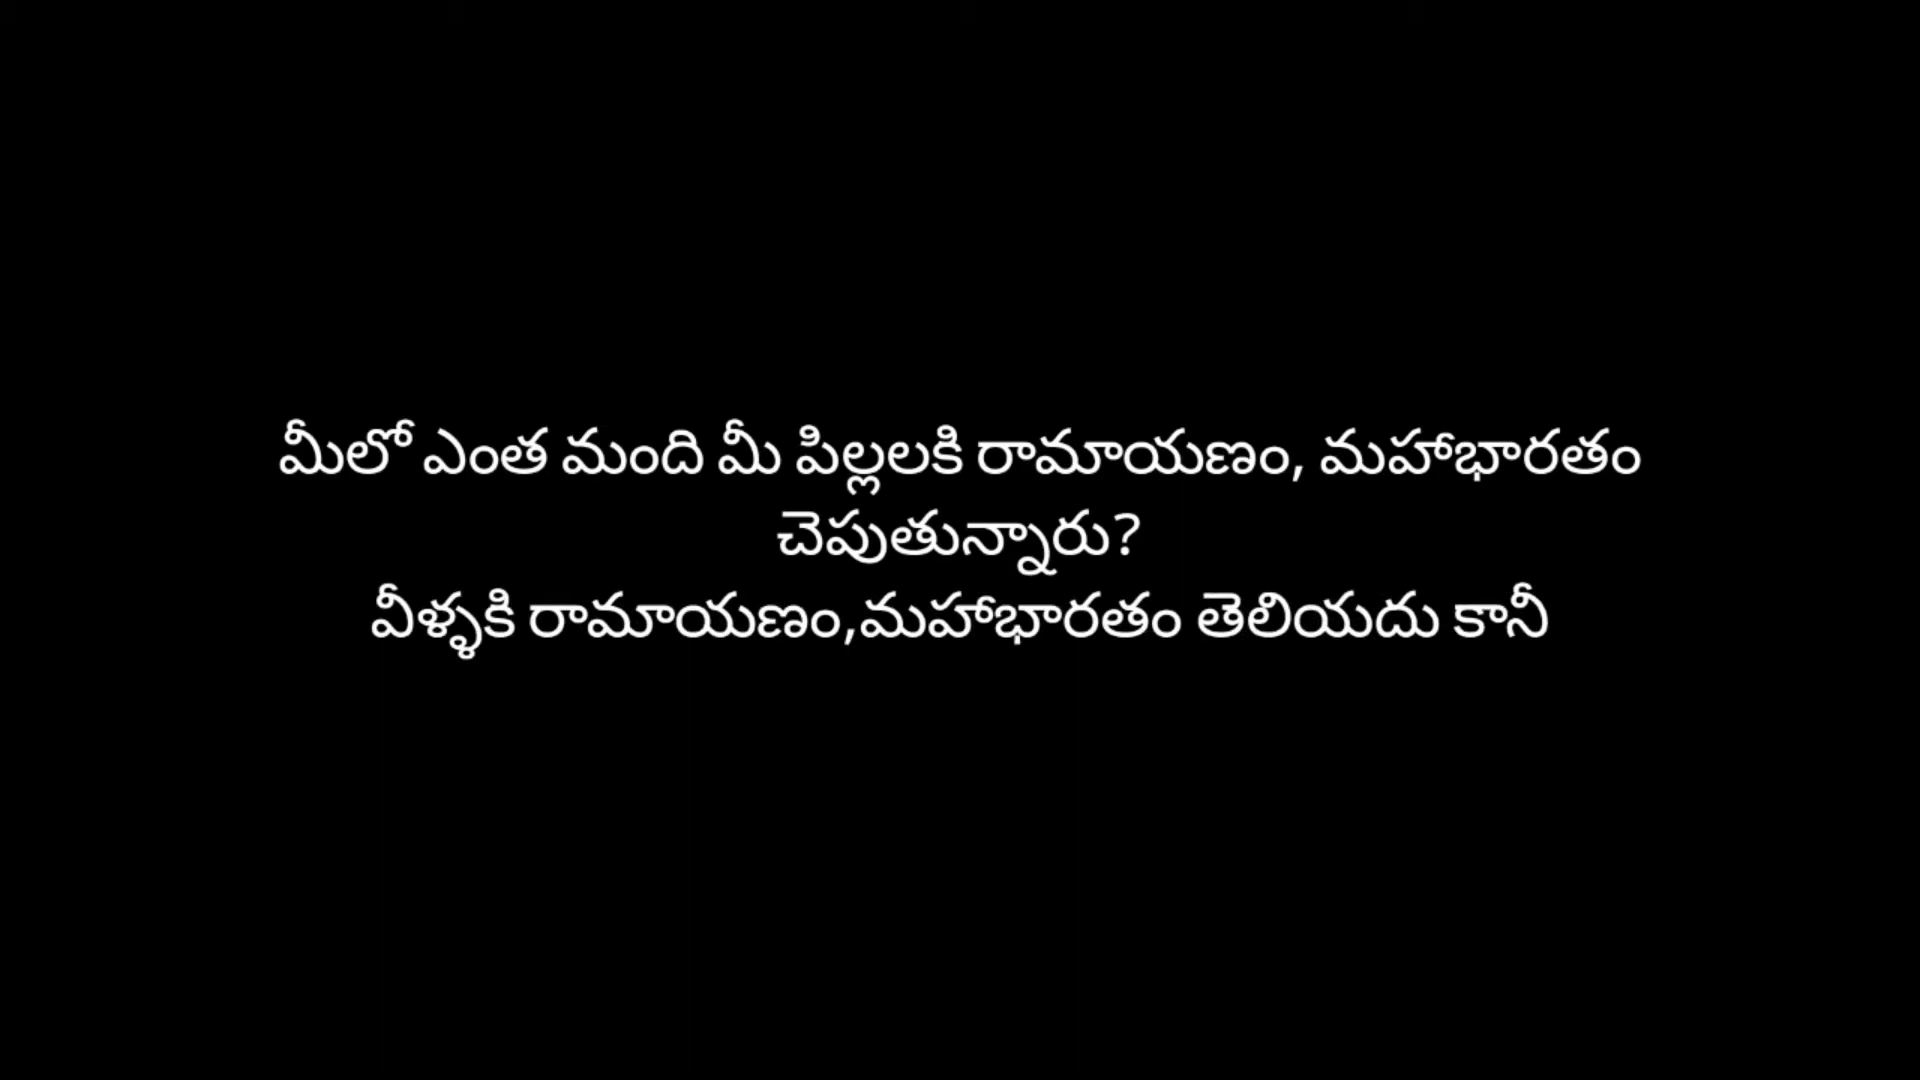 మీలో ఎంత మంది మీ పిల్లలకి రామాయణం, మహాభారతం
చెపుతున్నారు?
వీళ్ళకి రామాయణం,మహాభారతం తెలియదు కానీ